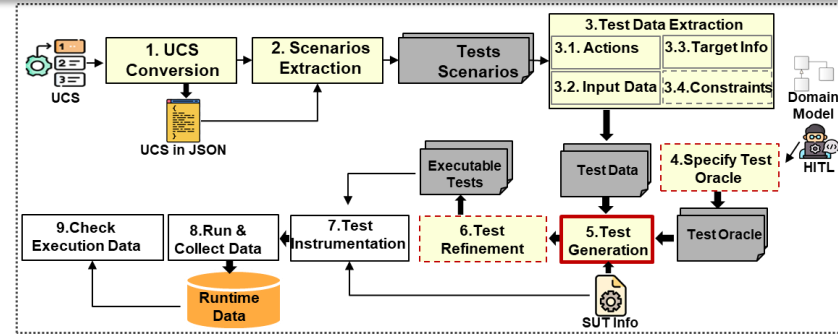 1
2
3
UCS
1. UCS
Conversion
2. Scenarios
Extraction
Tests
Scenarios
3.Test Data Extraction
3.1. Actions
3.3.Target Info
3.2. Input Data
3.4.Constraints
Domain
Model
HITL
UCS in JSON
Executable
Tests
Test Data
4.Specify Test
Oracle
9.Check
Execution Data
8.Run &
Collect Data
7.Test
Instrumentation
6.Test
Refinement
5.Test
Generation
Test Oracle
Runtime
Data
SUT Info